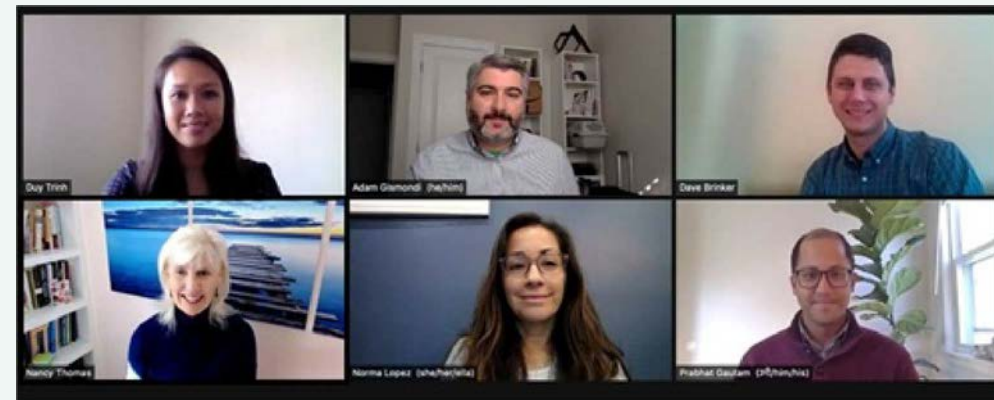 Duy Trinh
Adam Gismondi (he/him)
Dave Brinker
Nancy Thomas
Norma Lopez (she/her/ella)
Prabhat Gautam (उनी/him/his)